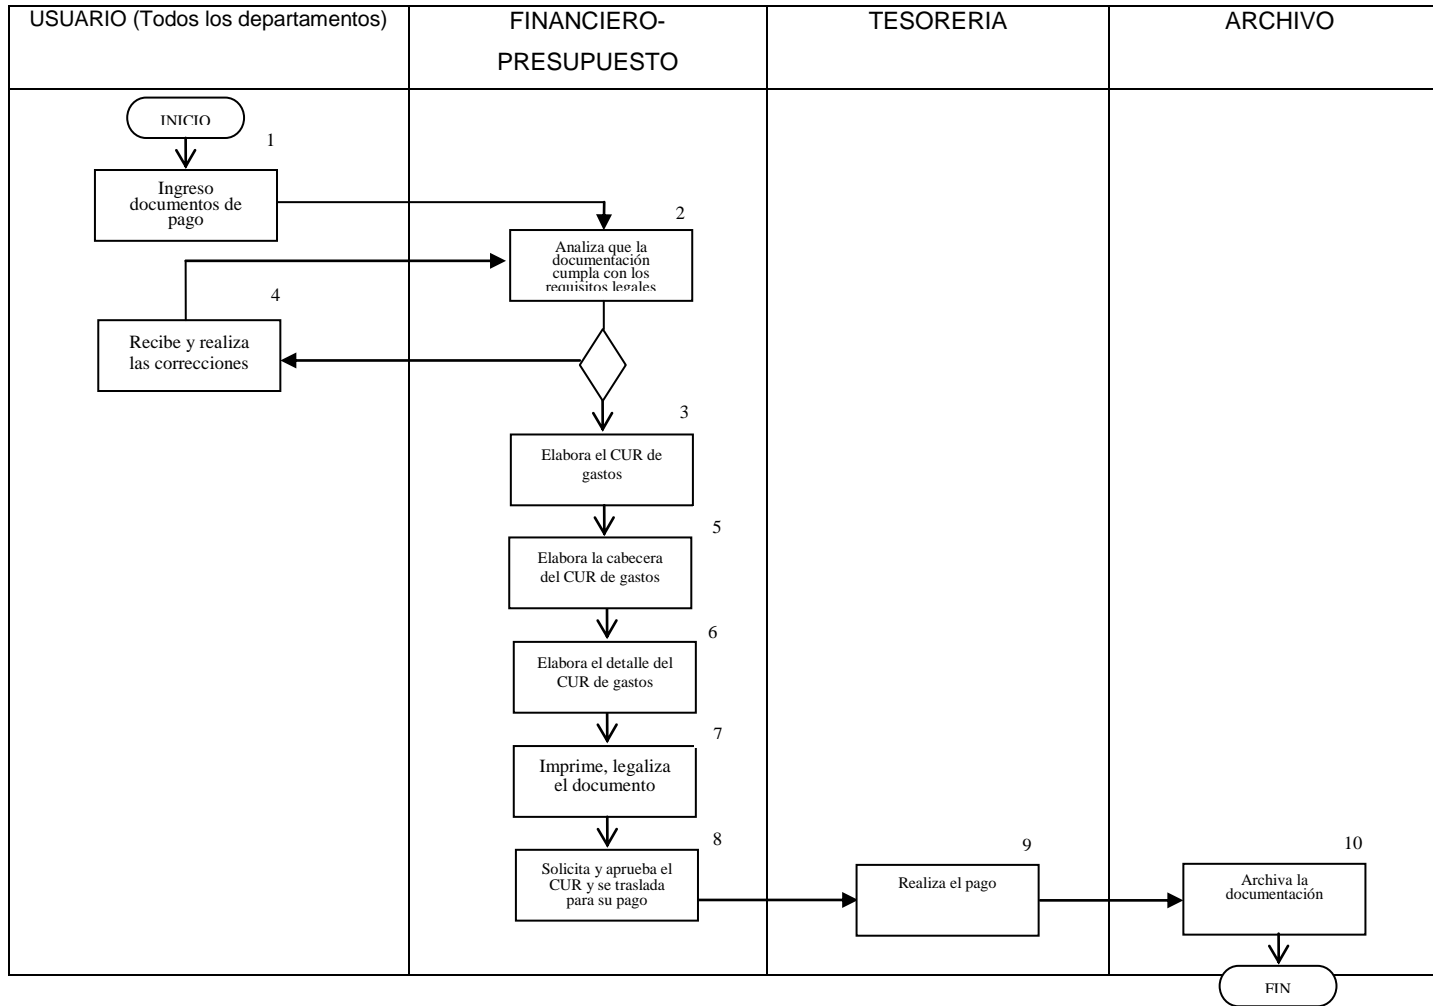 USUARIO (Todos los departamentos)
FINANCIERO-
PRESUPUESTO
TESORERIA
ARCHIVO
INICIO
1
Ingreso
documentos de
pago
2
Analiza que la
documentación
cumpla con los
requisitos legales
4
Recibe y realiza
las correcciones
3
Elabora el CUR de
gastos
5
Elabora la cabecera
del CUR de gastos
6
Elabora el detalle del
CUR de gastos
7
Imprime, legaliza
el documento
8
Solicita y aprueba el
CUR y se traslada
para su pago
9
Realiza el pago
10
Archiva la
documentación
FIN